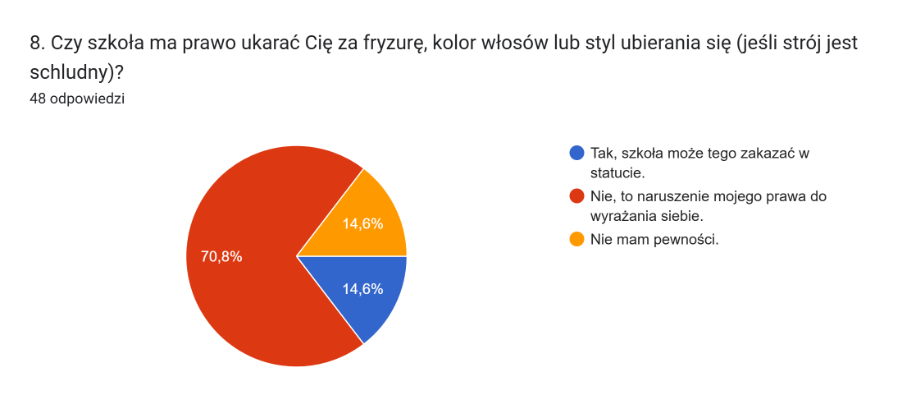 8. Czy szkoła ma prawo ukarać Cię za fryzurę, kolor włosów lub styl ubierania się (jeśli strój jest
schludny)?
48 odpowiedzi
Tak, szkoła może tego zakazać w
statucie.
Nie, to naruszenie mojego prawa do
wyrażania siebie.
Nie mam pewności.
14,6%
70,8%
14,6%